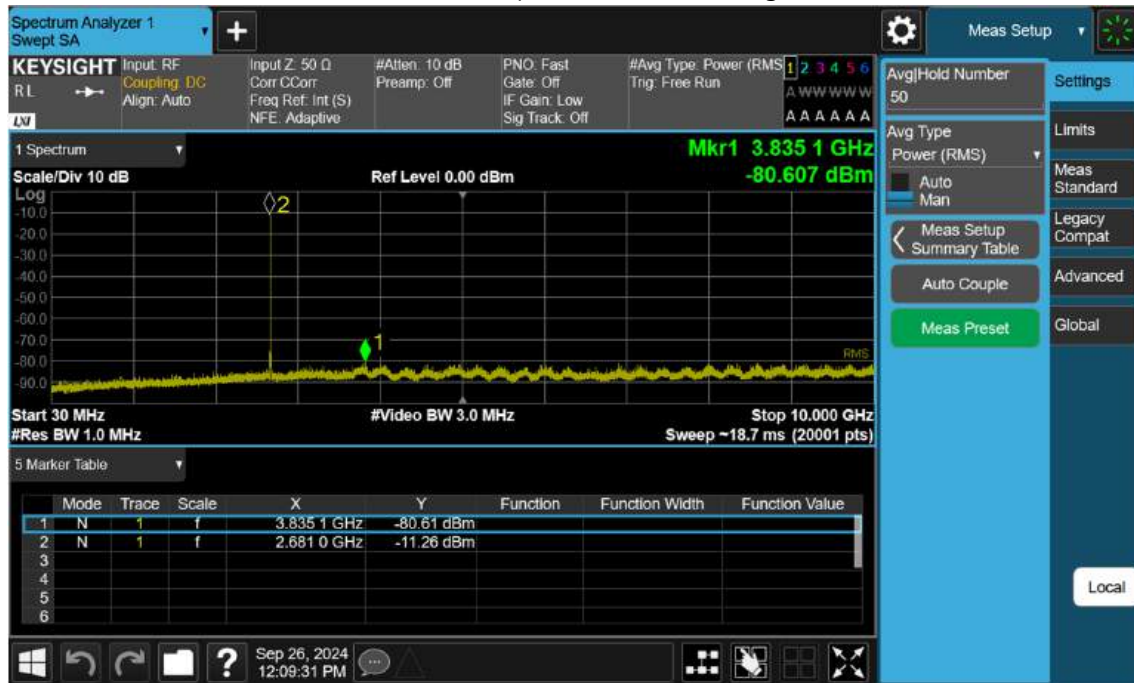 Spectrum Analyzer 1
Swept SA
+
Meas Setup
KEYSIGHT
RL
LXI
Input: RF
Coupling: DC
Align: Auto
Input Z: 50 Ω
Corr CCorr
Freq Ref: Int (S)
NFE: Adaptive
#Atten: 10 dB
Preamp: Off
PNO: Fast
Gate: Off
IF Gain: Low
Sig Track: Off
#Avg Type: Power (RMS
Trig: Free Run
1 2 3 4 5 6
A W W W W W
A A A A A A
1 Spectrum
Scale/Div 10 dB
Ref Level 0.00 dBm
Mkr1 3.835 1 GHz
-80.607 dBm
Log
-10.0
-20.0
-30.0
-40.0
-50.0
-60.0
-70.0
-80.0
-90.0
2
1
RMS
Start 30 MHz
#Video BW 3.0 MHz
Stop 10.000 GHz
#Res BW 1.0 MHz
Sweep ~18.7 ms (20001 pts)
5 Marker Table
Mode Trace Scale X Y Function Function Width Function Value
1 N 1 f 3.835 1 GHz -80.61 dBm
2 N 1 f 2.681 0 GHz -11.26 dBm
3
4
5
6
Avg|Hold Number
50
Avg Type
Power (RMS)
Auto
Man
Meas Setup
Summary Table
Auto Couple
Meas Preset
Settings
Limits
Meas
Standard
Legacy
Compat
Advanced
Global
Local
?
Sep 26, 2024
12:09:31 PM